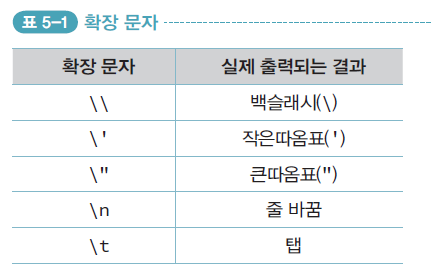 표 5-1 확장 문자
확장 문자 실제 출력되는 결과
\\ 백슬래시(\)
\' 작은따옴표(')
\" 큰따옴표(")
\n 줄 바꿈
\t 탭